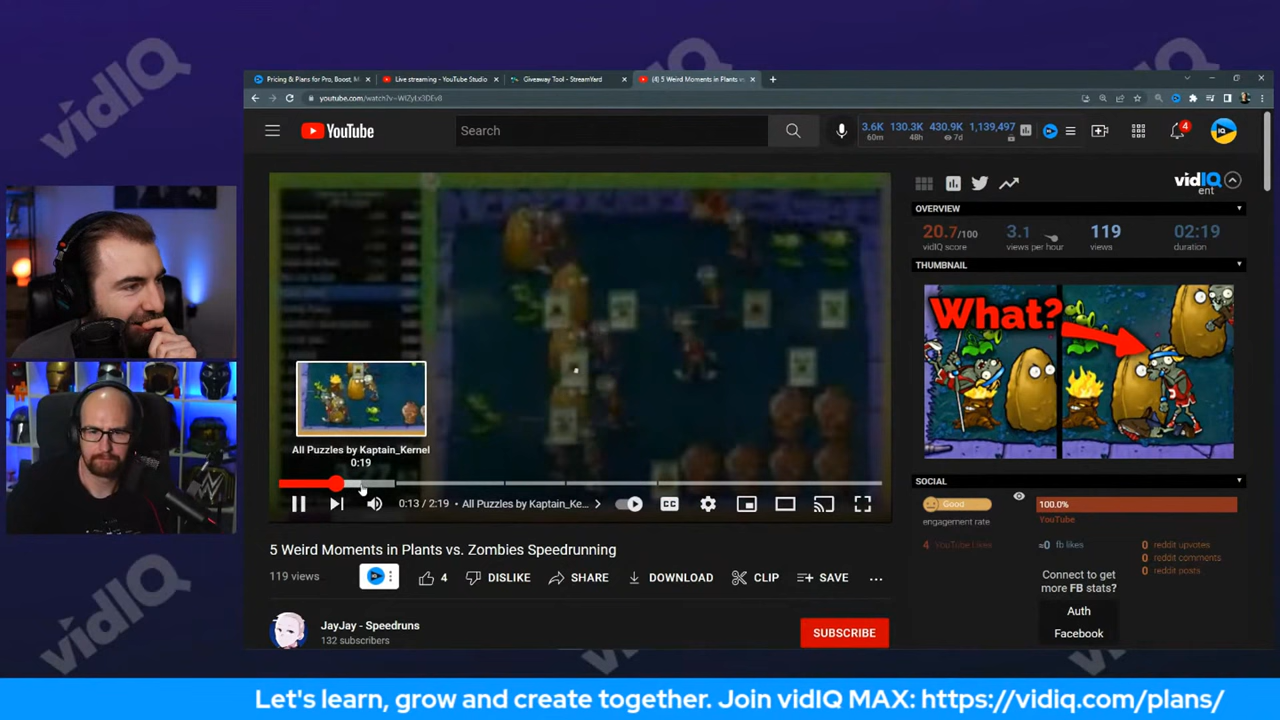 vidIQ
Pricing & Plans for Pro, Boost, M
Live streaming - YouTube Studio
Giveaway Tool - StreamYard
(4) 5 Weird Moments in Plants vs.
YouTube
Search
3.6K 130.3K 430.9K 1,139,497
60m 48h 7d
4
IQ
vidIQ
ent
OVERVIEW
20.7/100 3.1 119 02:19
vidIQ score views per hour views duration
THUMBNAIL
What?
All Puzzles by Kaptain_Kernel
0:19
0:13 / 2:19 • All Puzzles by Kaptain_Ke...
CC
SOCIAL
Good
engagement rate
100.0%
YouTube
4 YouTube likes
=0 fb likes
0 reddit upvotes
0 reddit comments
0 reddit posts
Connect to get
more FB stats?
Auth
Facebook
5 Weird Moments in Plants vs. Zombies Speedrunning
119 views
4 DISLIKE SHARE DOWNLOAD CLIP SAVE
JayJay - Speedruns
132 subscribers
SUBSCRIBE
Let's learn, grow and create together. Join vidIQ MAX: https://vidiq.com/plans/